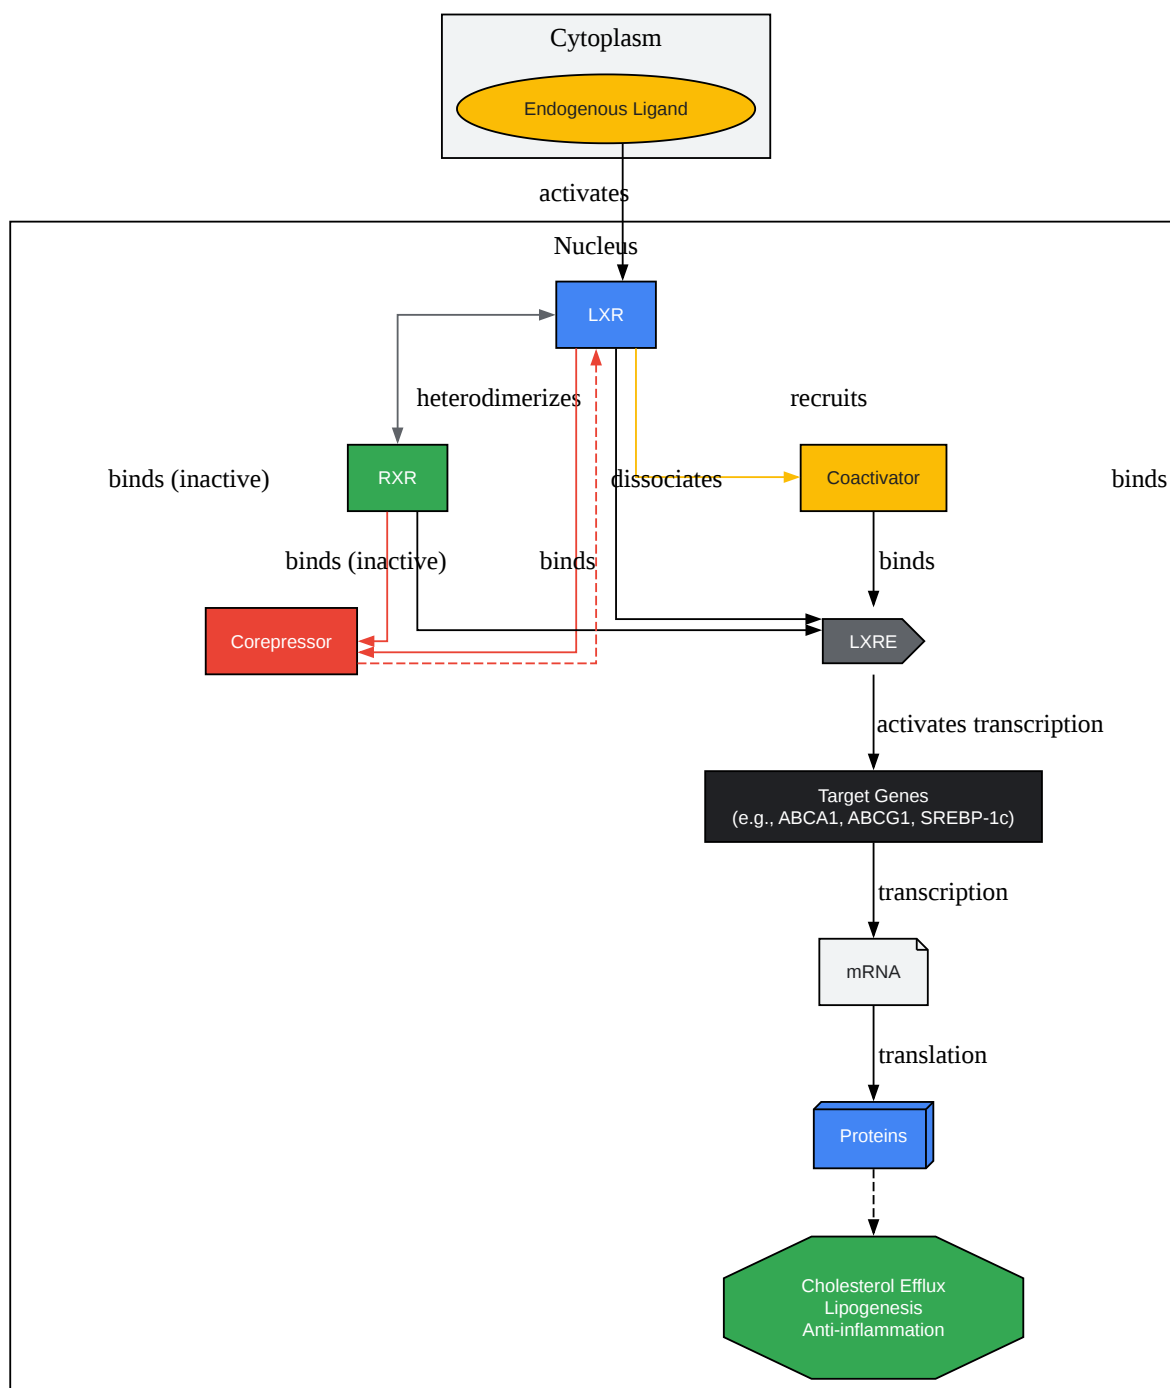 Cytoplasm
Endogenous Ligand
activates
Nucleus
LXR
heterodimerizes
recruits
binds (inactive)
RXR
dissociates
Coactivator
binds
binds (inactive)
binds
binds
Corepressor
LXRE
activates transcription
Target Genes
(e.g., ABCA1, ABCG1, SREBP-1c)
transcription
mRNA
translation
Proteins
Cholesterol Efflux
Lipogenesis
Anti-inflammation